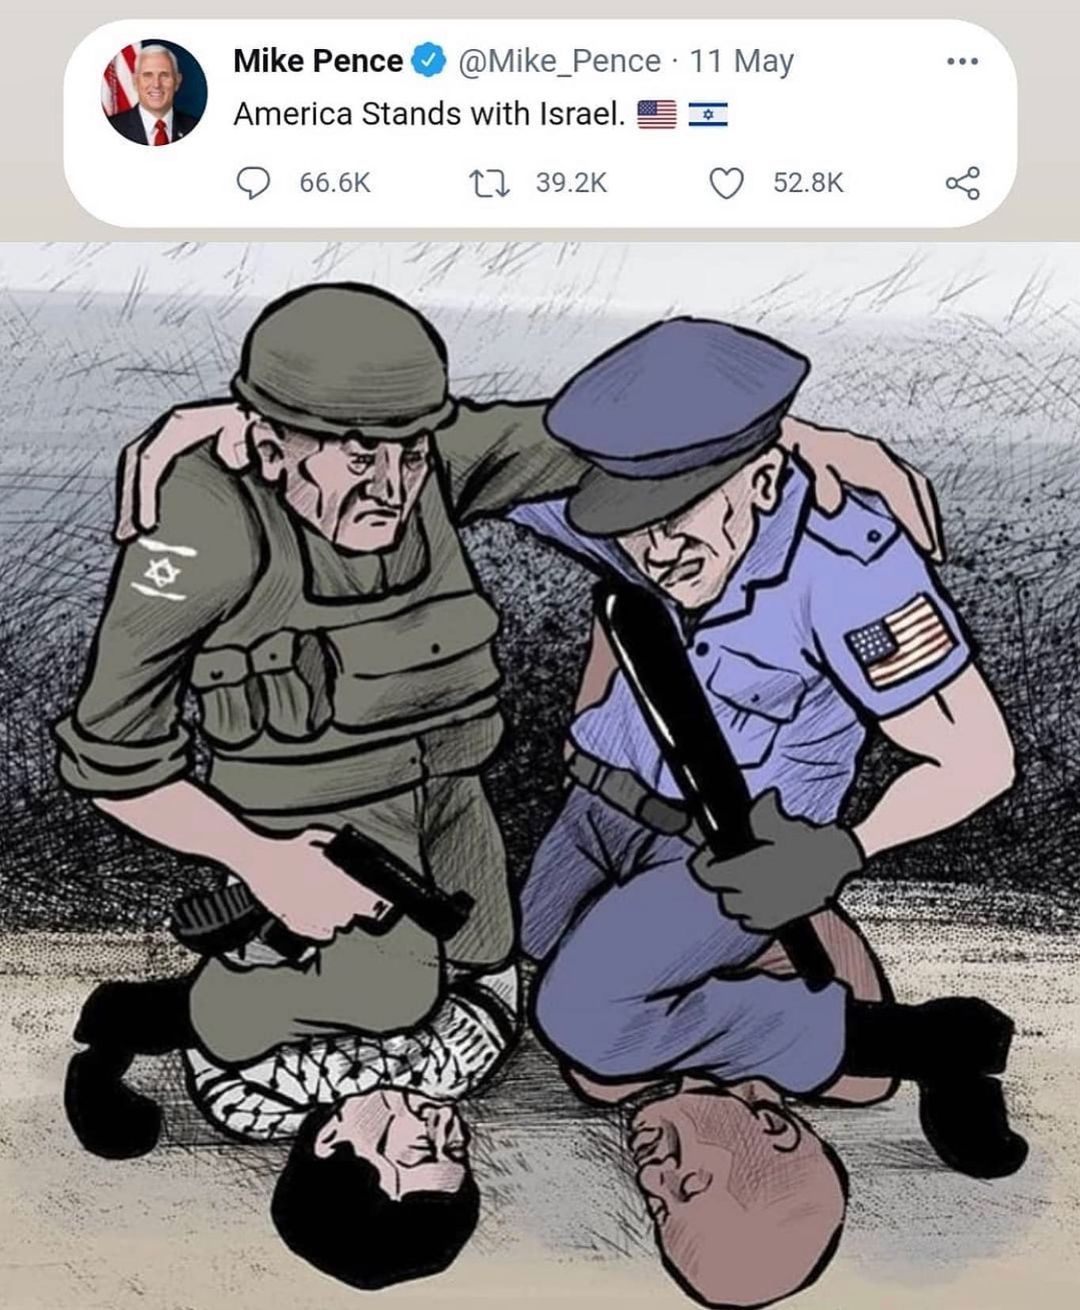 Mike Pence @Mike_Pence · 11 May
America Stands with Israel. 🇺🇸 🇮🇱
66.6K 39.2K 52.8K